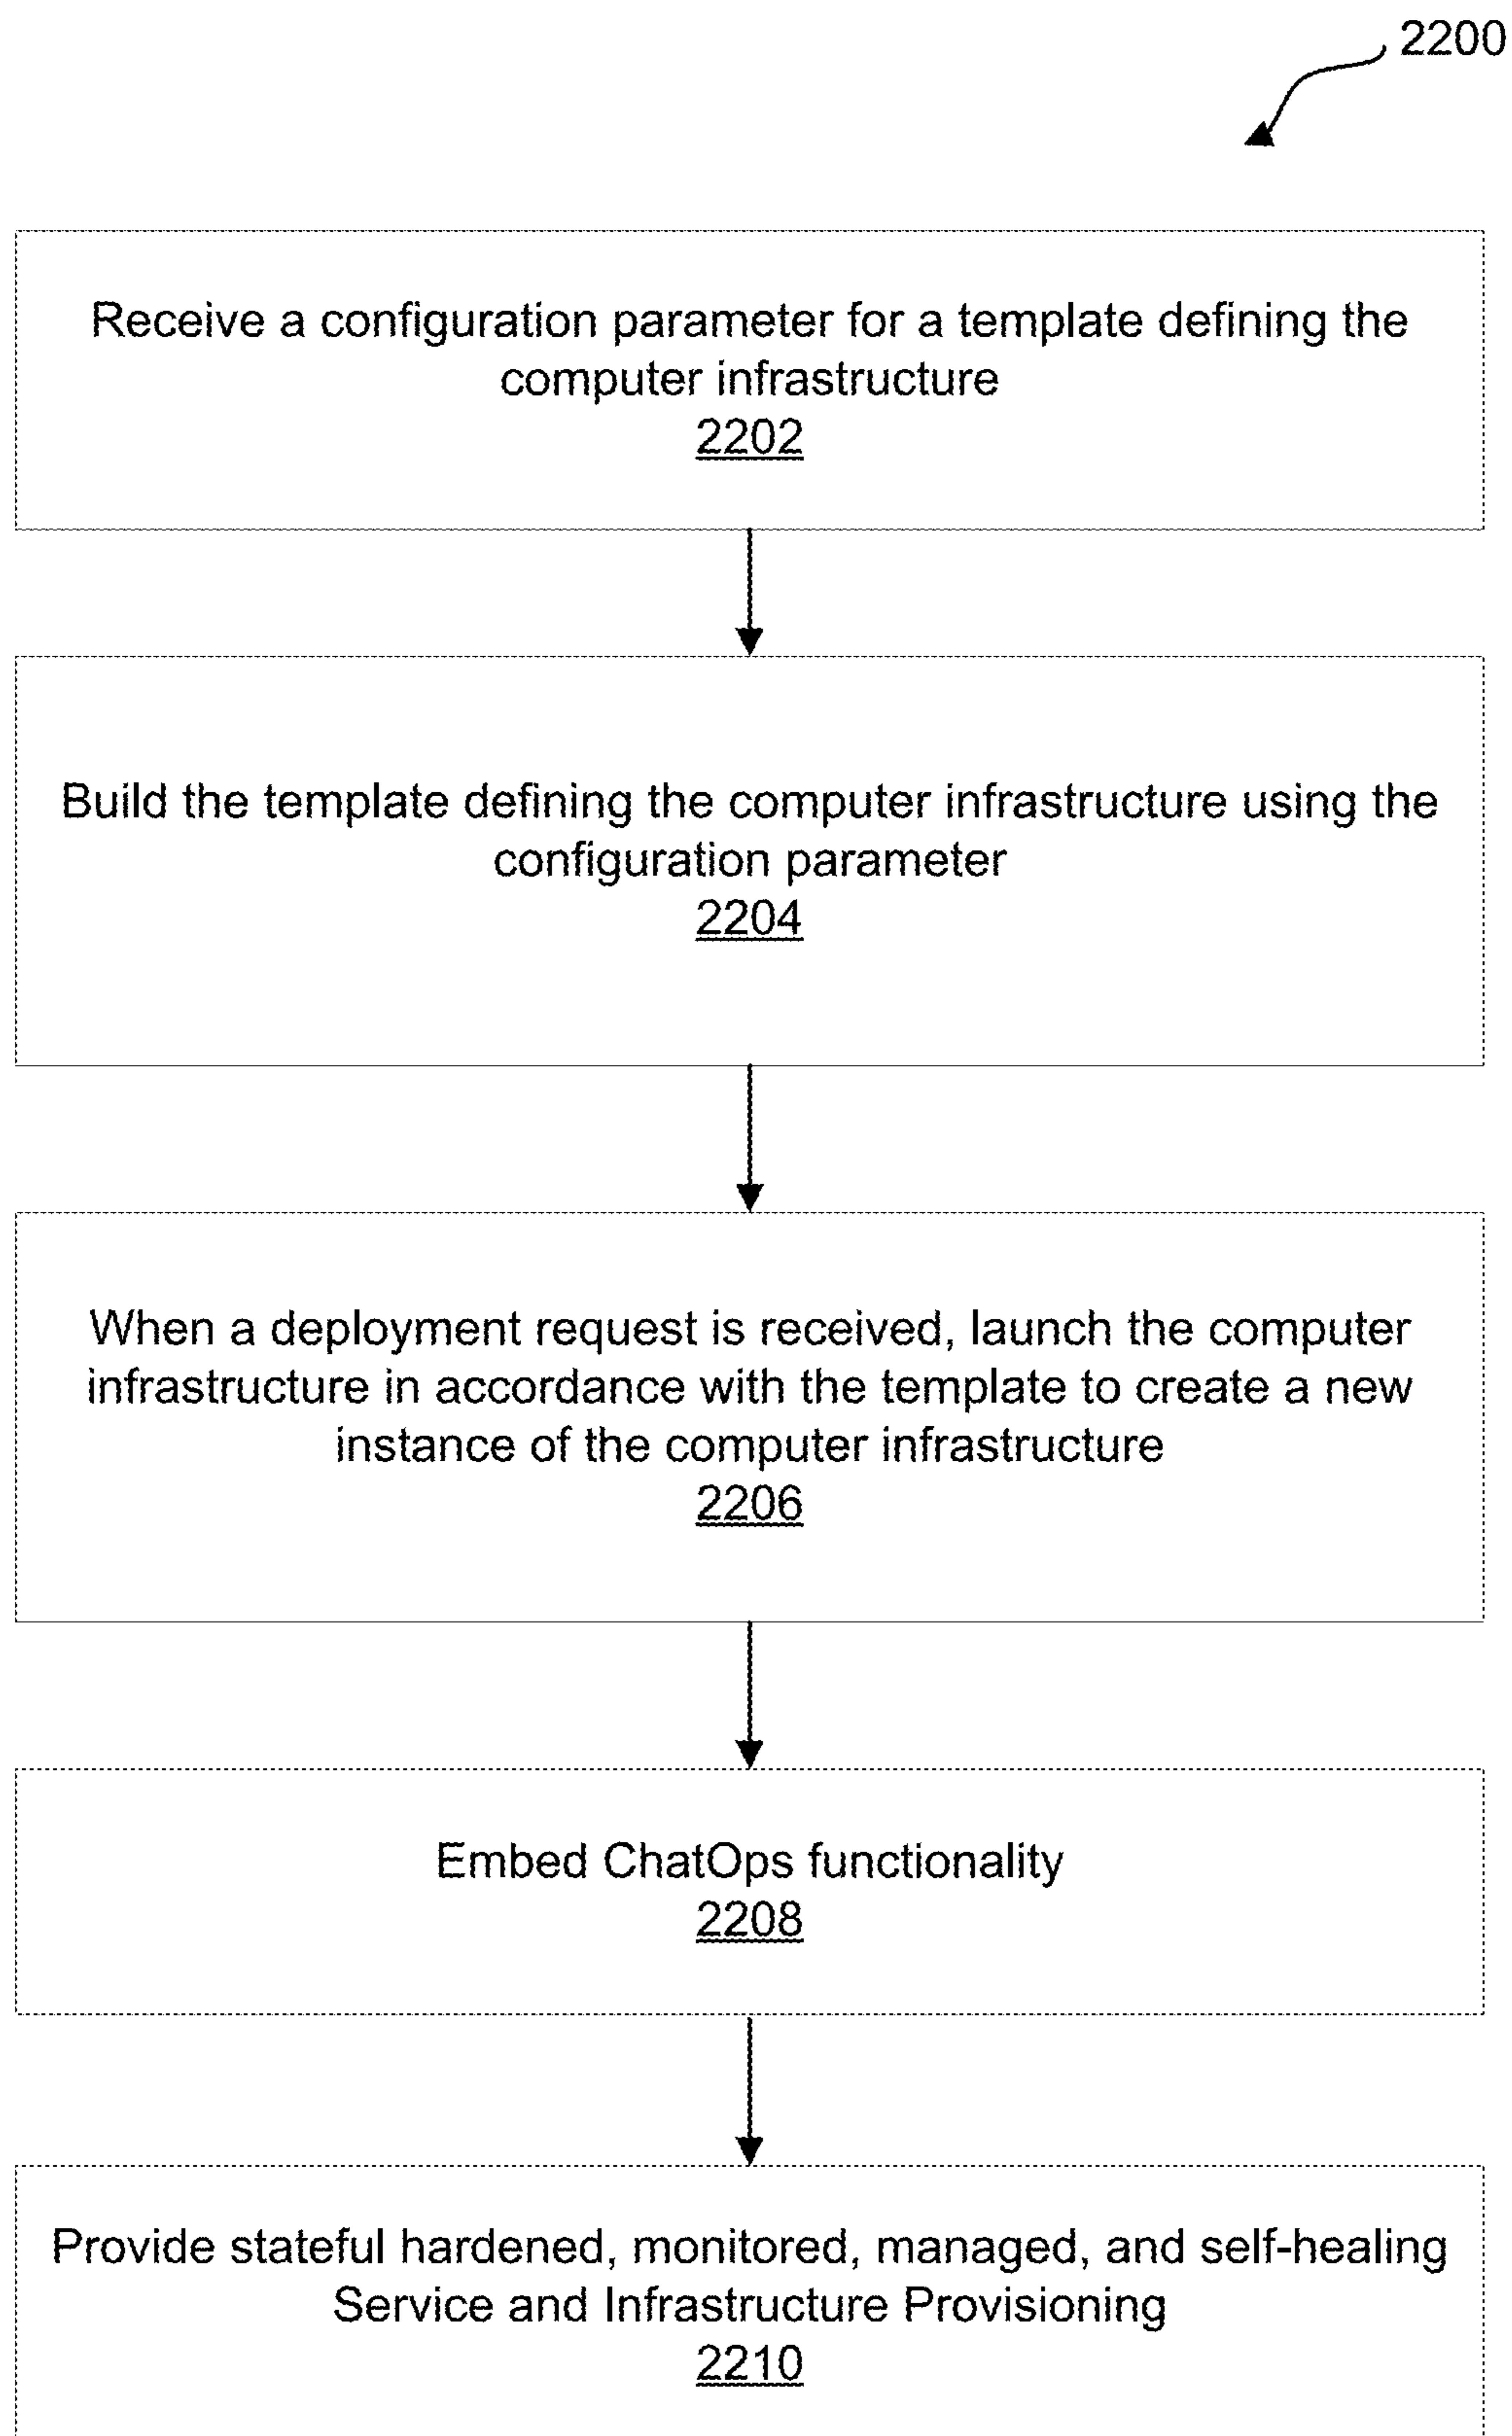 2200
Receive a configuration parameter for a template defining the
computer infrastructure
2202
Build the template defining the computer infrastructure using the
configuration parameter
2204
When a deployment request is received, launch the computer
infrastructure in accordance with the template to create a new
instance of the computer infrastructure
2206
Embed ChatOps functionality
2208
Provide stateful hardened, monitored, managed, and self-healing
Service and Infrastructure Provisioning
2210